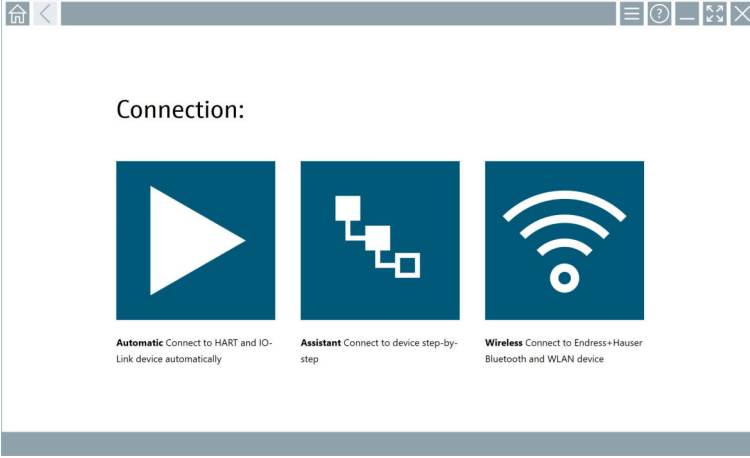 Connection:
Automatic Connect to HART and IO-
Link device automatically
Assistant Connect to device step-by-
step
Wireless Connect to Endress+Hauser
Bluetooth and WLAN device